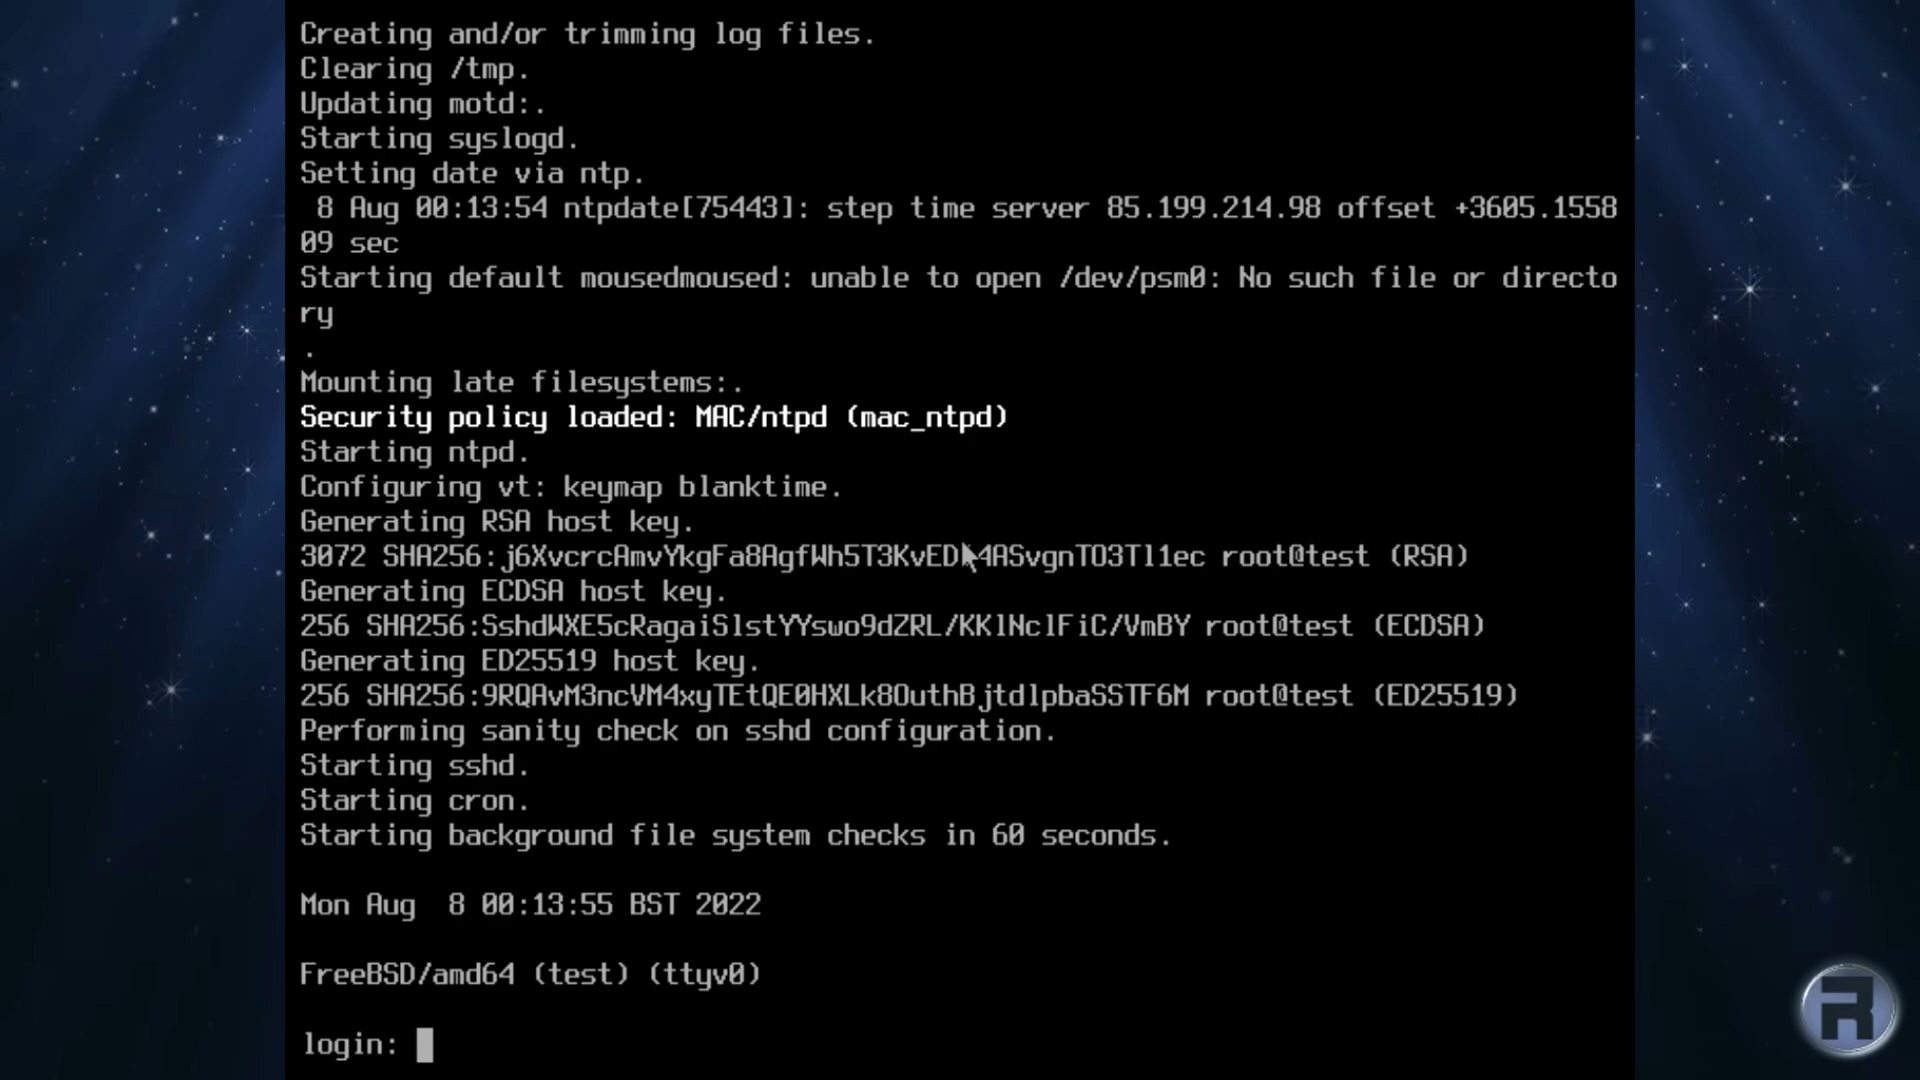 Creating and/or trimming log files.
Clearing /tmp.
Updating motd:.
Starting syslogd.
Setting date via ntp.
 8 Aug 00:13:54 ntpdate[75443]: step time server 85.199.214.98 offset +3605.1558
09 sec
Starting default mousedmoused: unable to open /dev/psm0: No such file or directo
ry
.
Mounting late filesystems:.
Security policy loaded: MAC/ntpd (mac_ntpd)
Starting ntpd.
Configuring vt: keymap blanktime.
Generating RSA host key.
3072 root@test (RSA)
Generating ECDSA host key.
256 SHA256:SshdWXE5cRagaiSlstYYswo9dZRL/KKlNclFiC/VmBY root@test (ECDSA)
Generating ED25519 host key.
256 SHA256:9RQAvM3ncVM4xyTEtQE0HXLk8OuthBjtdlpbaSSTF6M root@test (ED25519)
Performing sanity check on sshd configuration.
Starting sshd.
Starting cron.
Starting background file system checks in 60 seconds.
Mon Aug  8 00:13:55 BST 2022
FreeBSD/amd64 (test) (ttyv0)
login:
R